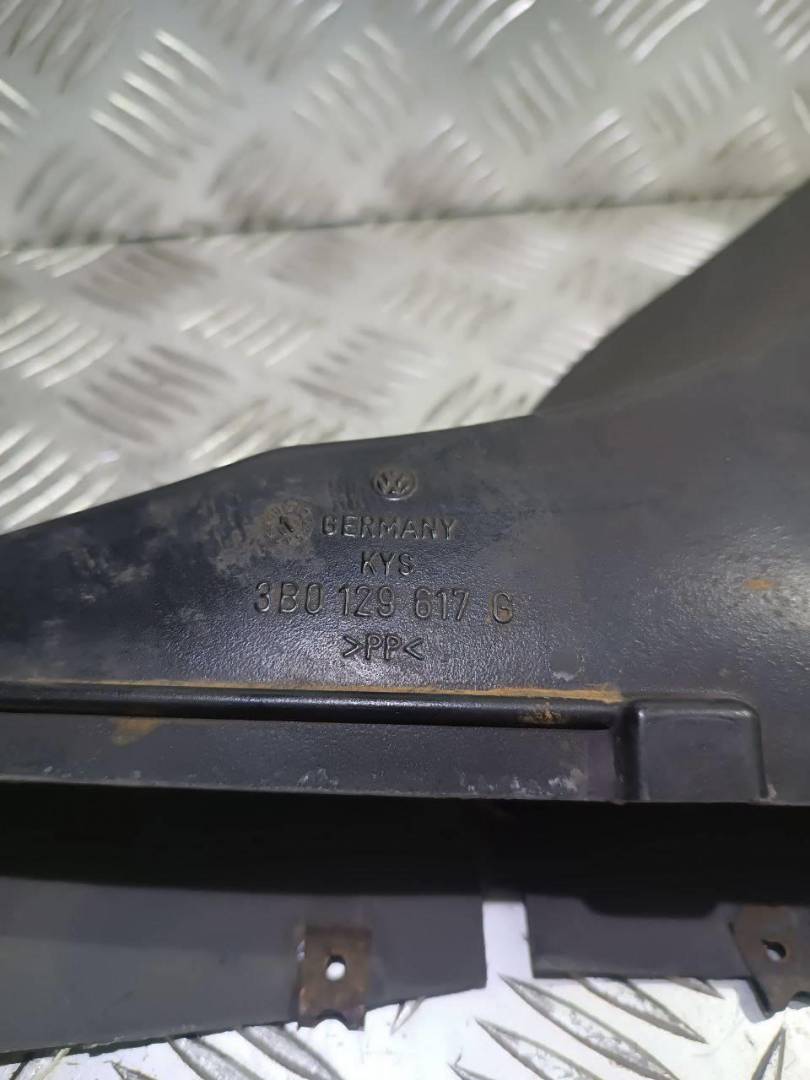 GERMANY
KYS
3B0 129 617 G
>PP<